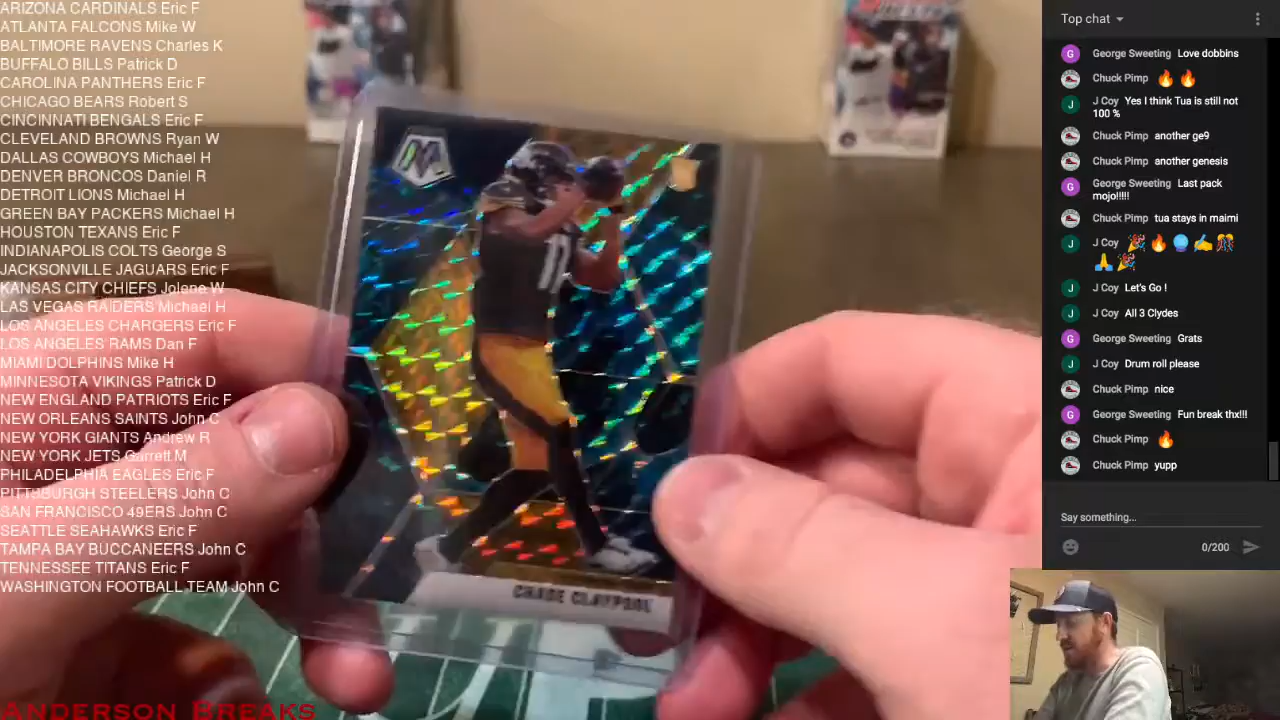 ARIZONA CARDINALS Eric F
ATLANTA FALCONS Mike W
BALTIMORE RAVENS Charles K
BUFFALO BILLS Patrick D
CAROLINA PANTHERS Eric F
CHICAGO BEARS Robert S
CINCINNATI BENGALS Eric F
CLEVELAND BROWNS Ryan W
DALLAS COWBOYS Michael H
DENVER BRONCOS Daniel R
DETROIT LIONS Michael H
GREEN BAY PACKERS Michael H
HOUSTON TEXANS Eric F
INDIANAPOLIS COLTS George S
JACKSONVILLE JAGUARS Eric F
KANSAS CITY CHIEFS Jolene W
LAS VEGAS RAIDERS Michael H
LOS ANGELES CHARGERS Eric F
LOS ANGELES RAMS Dan F
MIAMI DOLPHINS Mike H
MINNESOTA VIKINGS Patrick D
NEW ENGLAND PATRIOTS Eric F
NEW ORLEANS SAINTS John C
NEW YORK GIANTS Andrew R
NEW YORK JETS Garrett M
PHILADELPHIA EAGLES Eric F
PITTSBURGH STEELERS John C
SAN FRANCISCO 49ERS John C
SEATTLE SEAHAWKS Eric F
TAMPA BAY BUCCANEERS John C
TENNESSEE TITANS Eric F
WASHINGTON FOOTBALL TEAM John C
ANDERSON BREAKS
M
11
CHASE CLAYPOOL
Top chat
G George Sweeting Love dobbins
Chuck Pimp 🔥 🔥
J J Coy Yes I think Tua is still not
100 %
Chuck Pimp another ge9
Chuck Pimp another genesis
G George Sweeting Last pack
mojo!!!!!
Chuck Pimp tua stays in maimi
J J Coy 🎉 🔥 🔮 ✍️ 🎊
🙏 🎉
J J Coy Let's Go !
J J Coy All 3 Clydes
G George Sweeting Grats
J J Coy Drum roll please
Chuck Pimp nice
G George Sweeting Fun break thx!!!
Chuck Pimp 🔥
Chuck Pimp yupp
Say something...
0/200